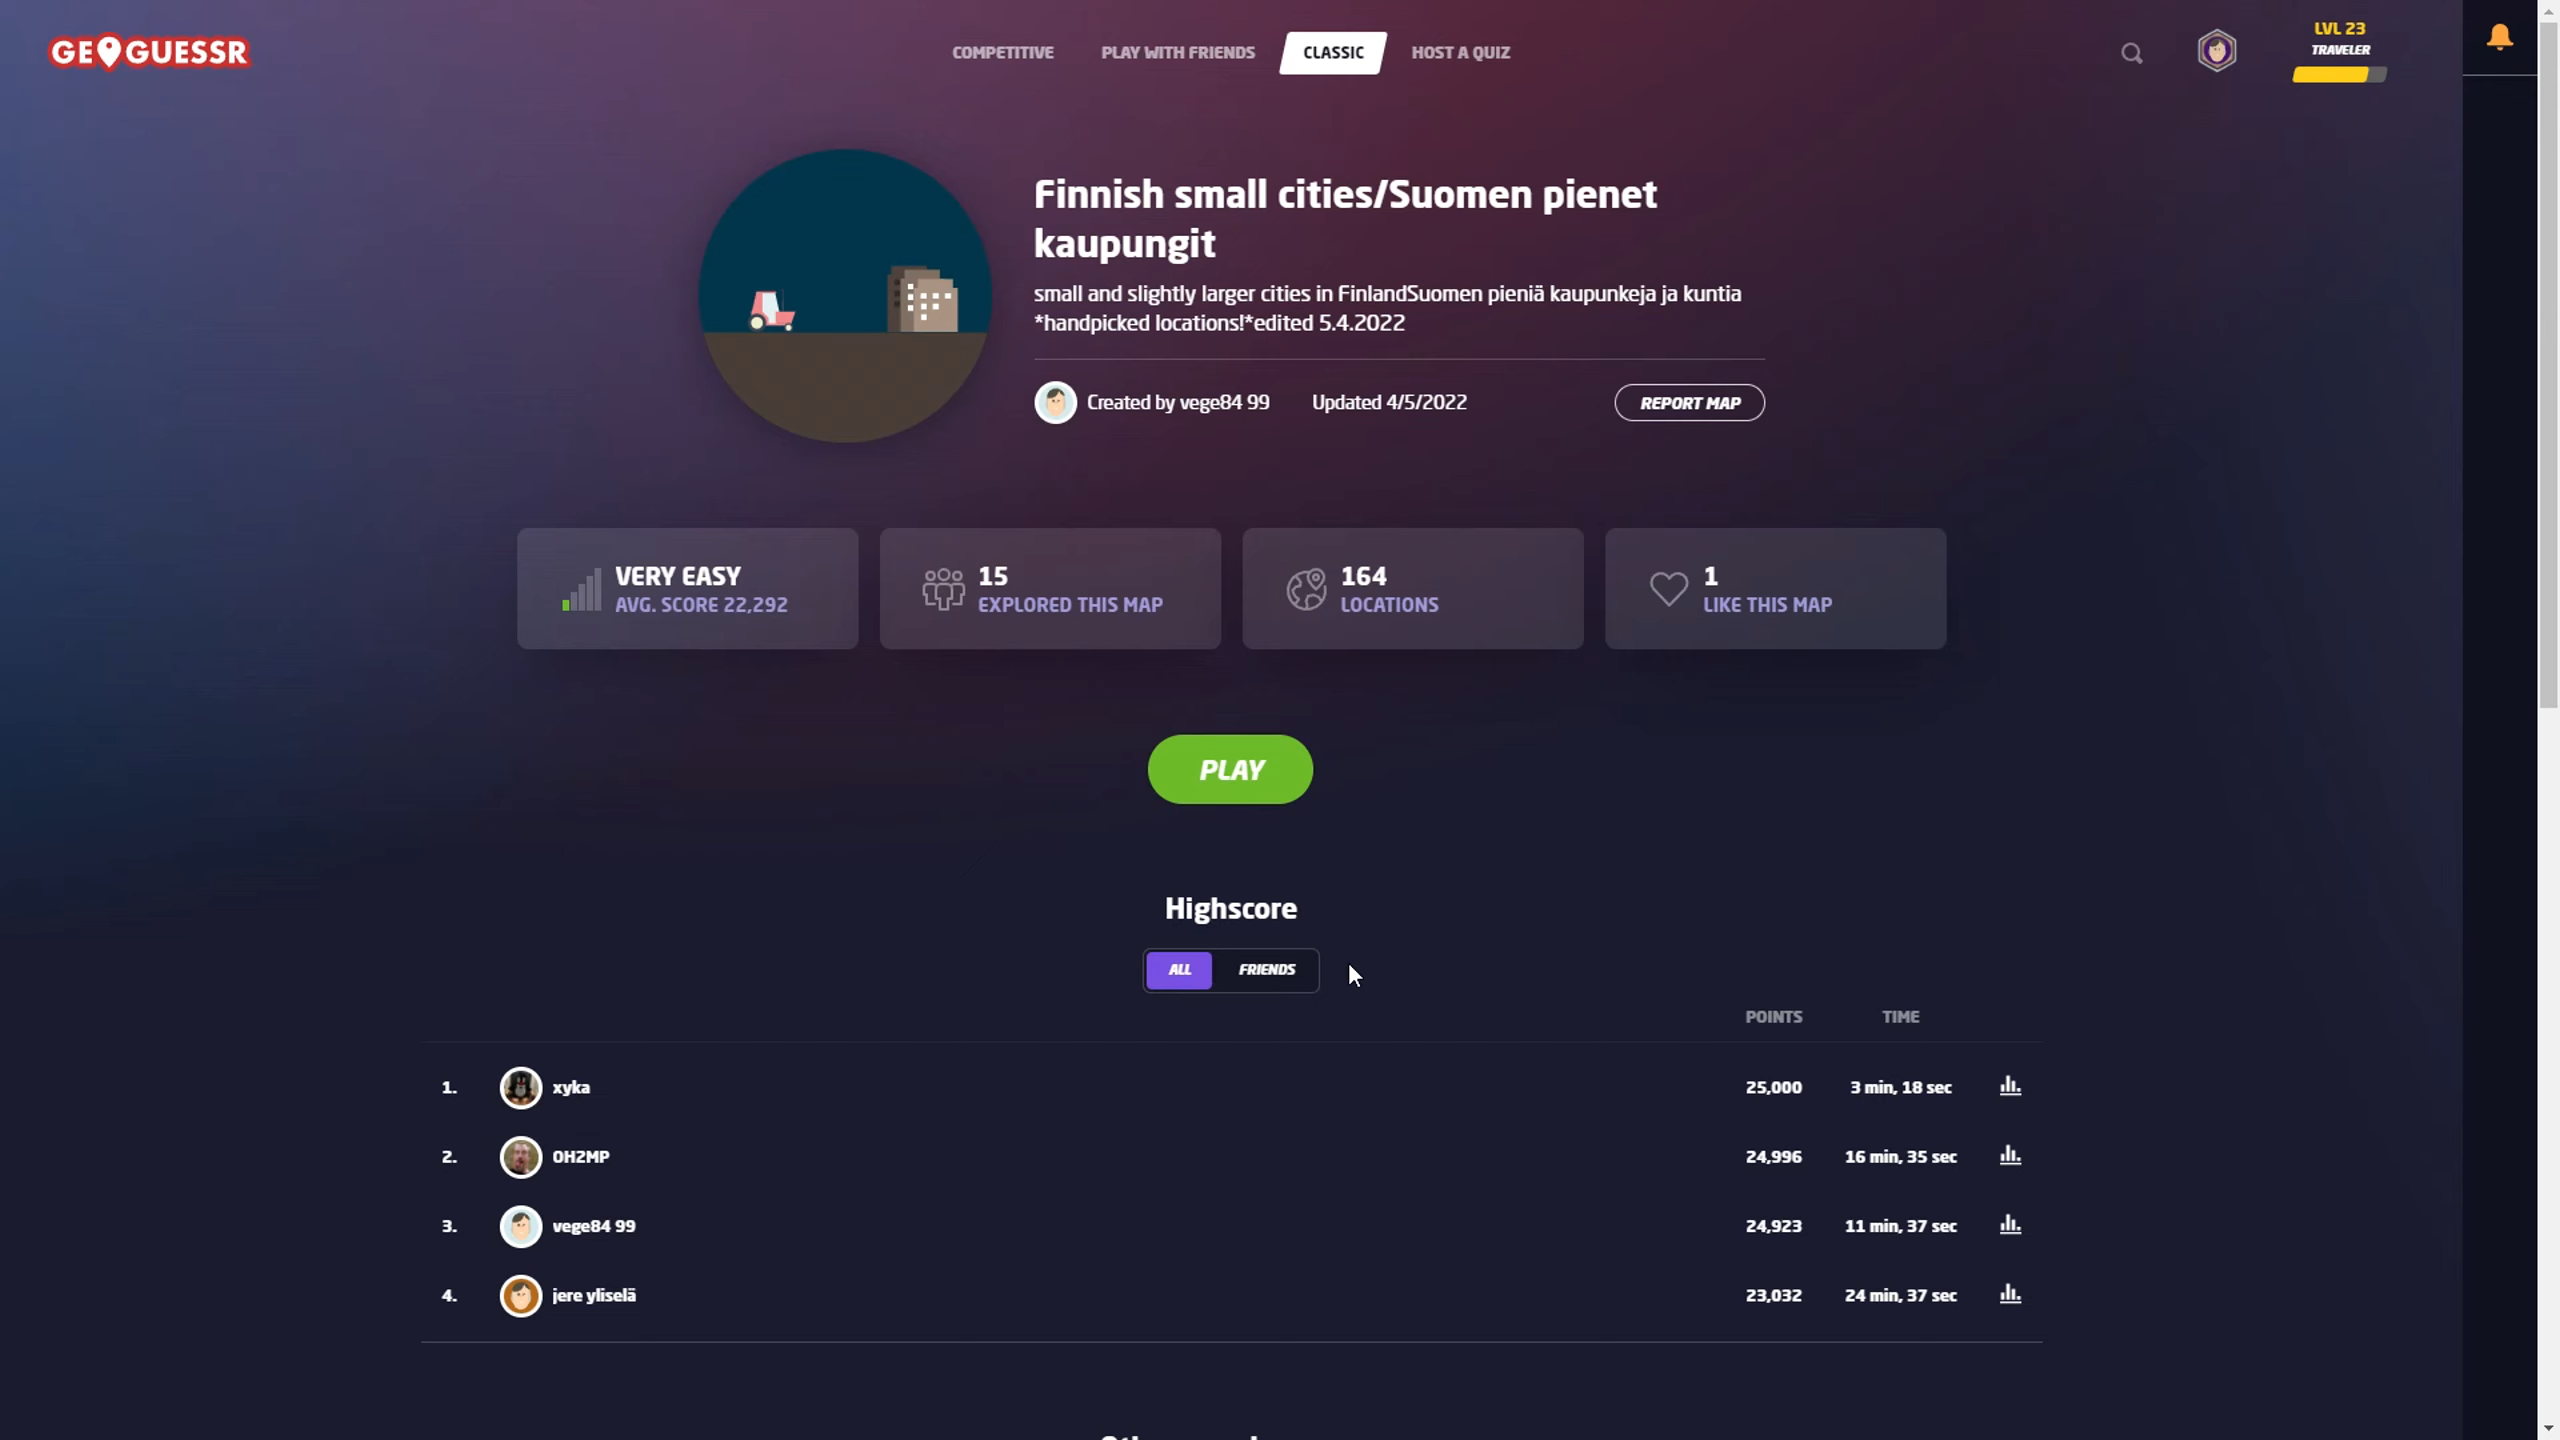 GEOGUESSR
COMPETITIVE
PLAY WITH FRIENDS
CLASSIC
HOST A QUIZ
LVL 23
TRAVELER
Finnish small cities/Suomen pienet
kaupungit
small and slightly larger cities in FinlandSuomen pieniä kaupunkeja ja kuntia
*handpicked locations!*edited 5.4.2022
Created by vege84 99
Updated 4/5/2022
REPORT MAP
VERY EASY
AVG. SCORE 22,292
15
EXPLORED THIS MAP
164
LOCATIONS
1
LIKE THIS MAP
PLAY
Highscore
ALL
FRIENDS
POINTS TIME
1. xyka 25,000 3 min, 18 sec
2. OH2MP 24,996 16 min, 35 sec
3. vege84 99 24,923 11 min, 37 sec
4. jere yliselä 23,032 24 min, 37 sec